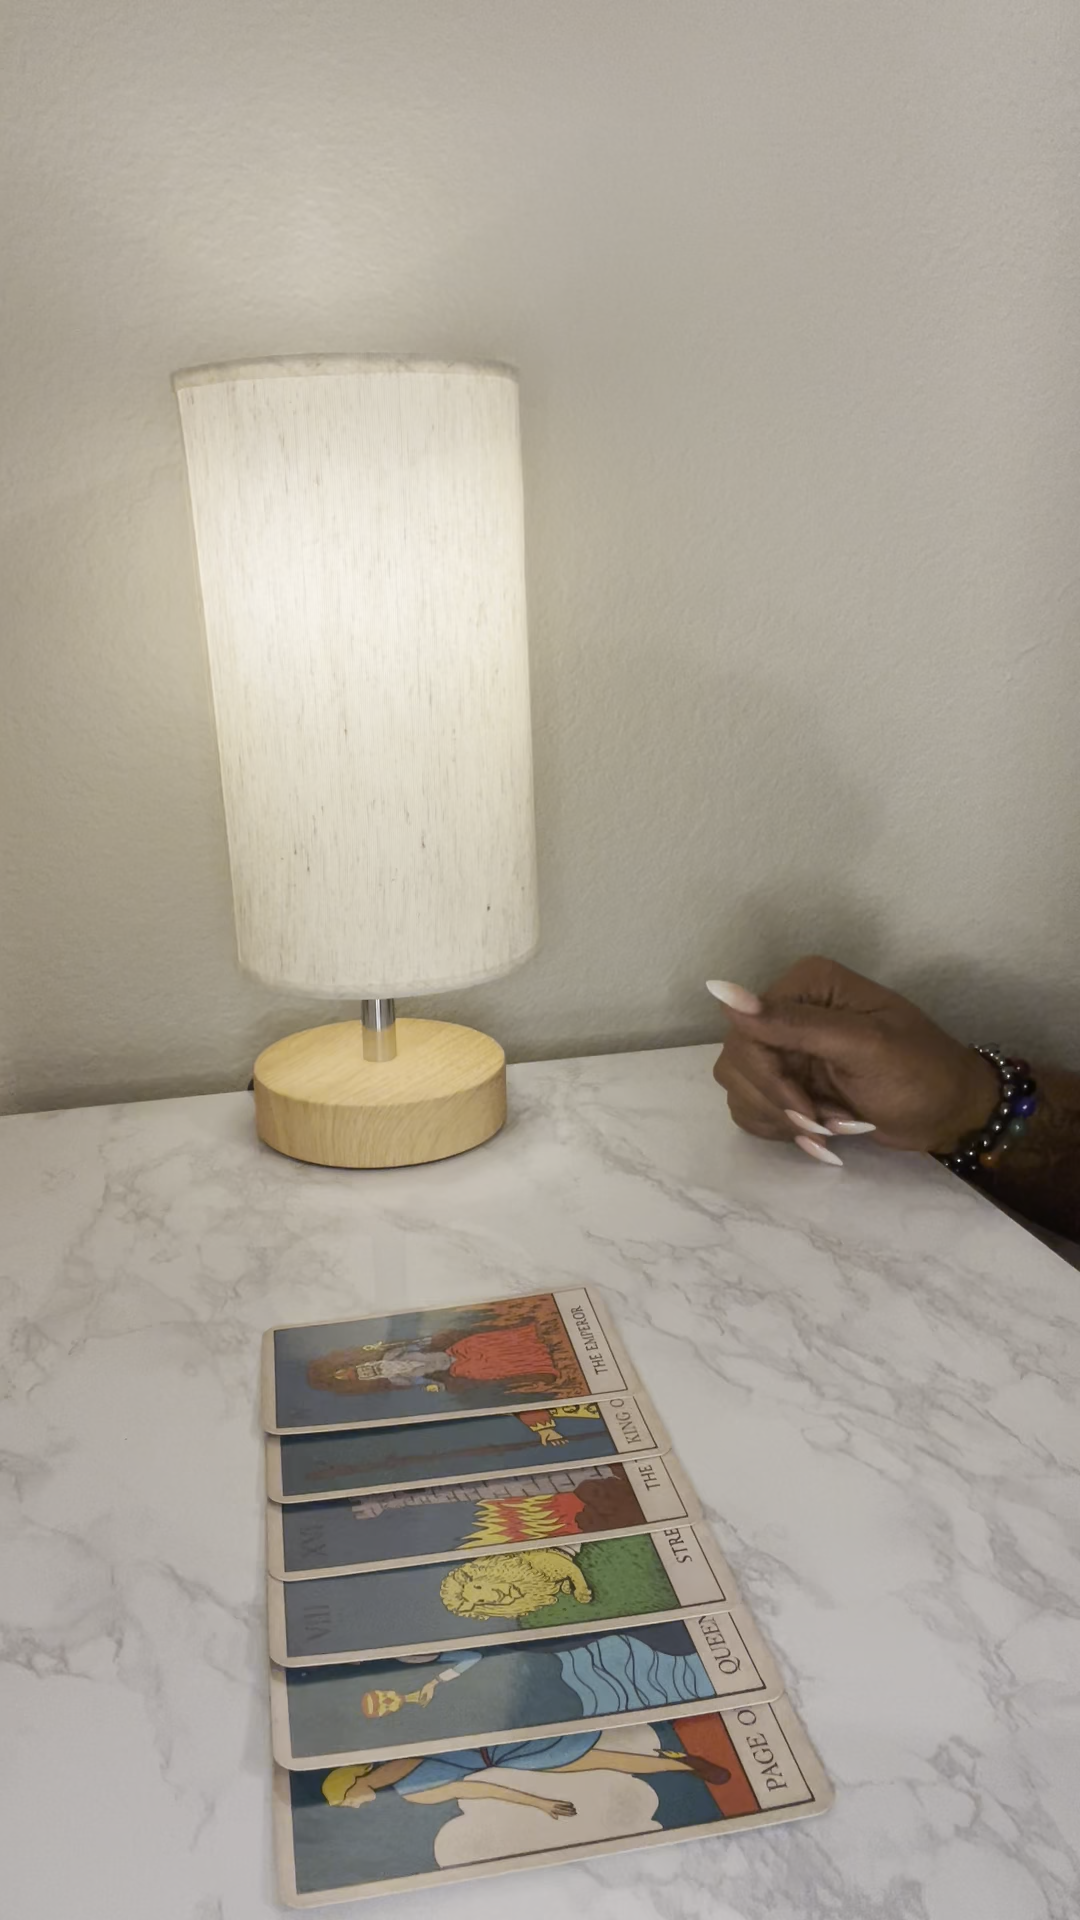 THE EMPEROR
KING O
THE
XVI
STRE
VIII
QUEEN
PAGE O